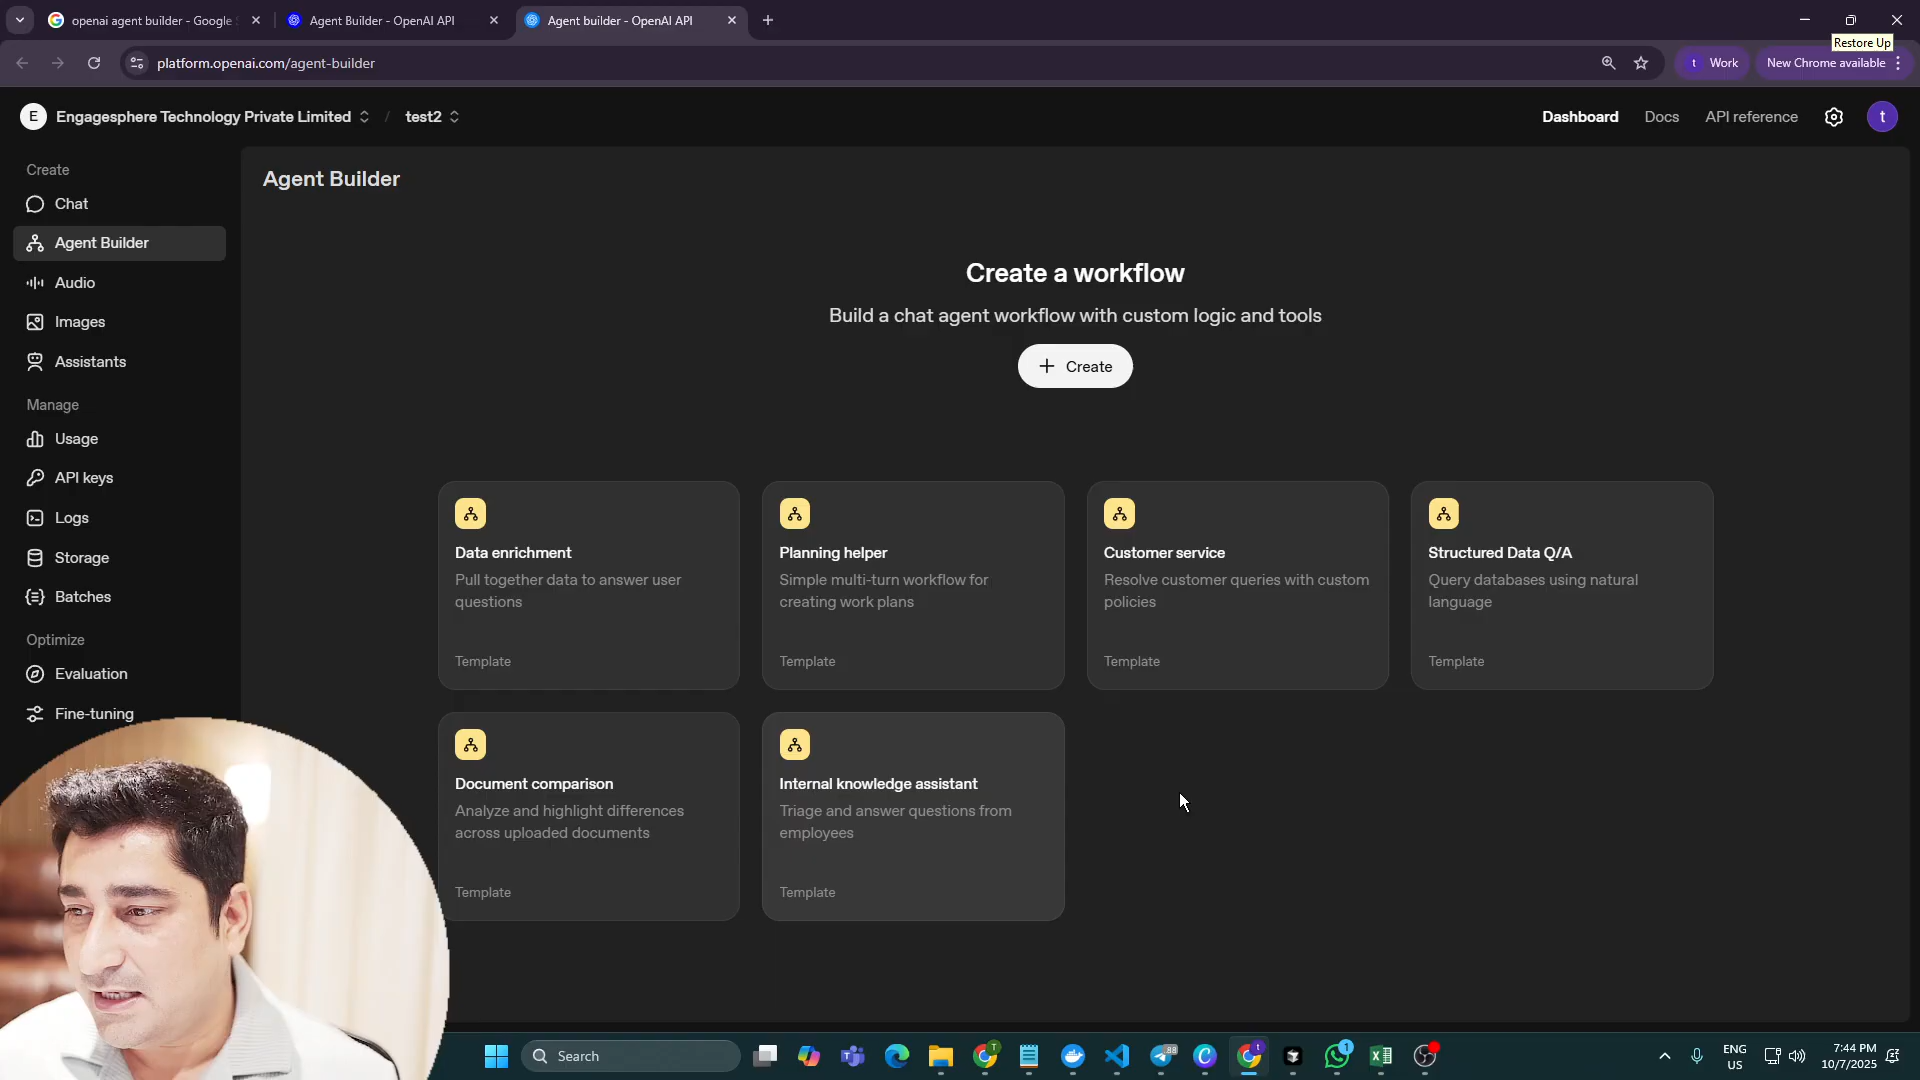 openai agent builder - Google
Agent Builder - OpenAI API
Agent builder - OpenAI API
Restore Up
platform.openai.com/agent-builder
t Work
New Chrome available
E Engagesphere Technology Private Limited / test2
Dashboard
Docs
API reference
t
Create
Chat
Agent Builder
Audio
Images
Assistants
Manage
Usage
API keys
Logs
Storage
Batches
Optimize
Evaluation
Fine-tuning
Agent Builder
Create a workflow
Build a chat agent workflow with custom logic and tools
+ Create
Data enrichment
Pull together data to answer user
questions
Template
Planning helper
Simple multi-turn workflow for
creating work plans
Template
Customer service
Resolve customer queries with custom
policies
Template
Structured Data Q/A
Query databases using natural
language
Template
Document comparison
Analyze and highlight differences
across uploaded documents
Template
Internal knowledge assistant
Triage and answer questions from
employees
Template
Search
T
88
t
1
ENG
US
7:44 PM
10/7/2025